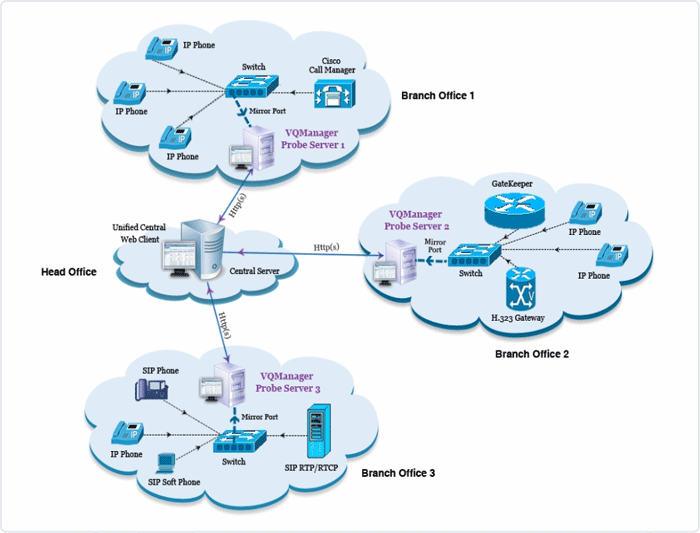 IP Phone
Switch
Cisco
Call Manager
IP Phone
Mirror Port
IP Phone
VQManager
Probe Server 1
Branch Office 1
Http(s)
Unified Central
Web Client
Central Server
Head Office
Http(s)
VQManager
Probe Server 2
GateKeeper
Mirror
Port
Switch
IP Phone
IP Phone
H.323 Gateway
Branch Office 2
Http(s)
SIP Phone
VQManager
Probe Server 3
Mirror Port
IP Phone
SIP Soft Phone
Switch
SIP RTP/RTCP
Branch Office 3